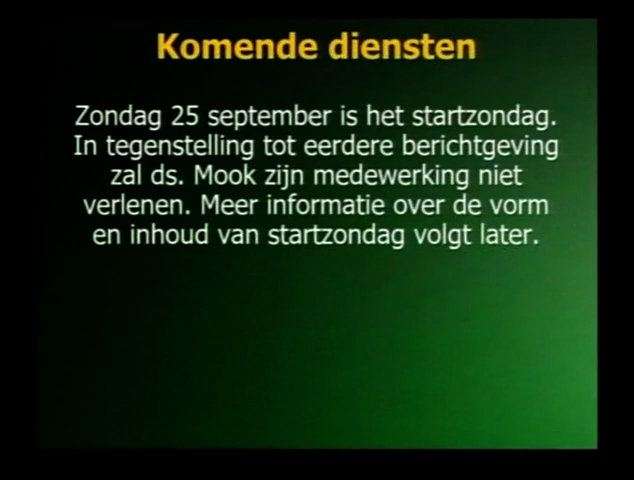 Komende diensten
Zondag 25 september is het startzondag.
In tegenstelling tot eerdere berichtgeving
zal ds. Mook zijn medewerking niet
verlenen. Meer informatie over de vorm
en inhoud van startzondag volgt later.